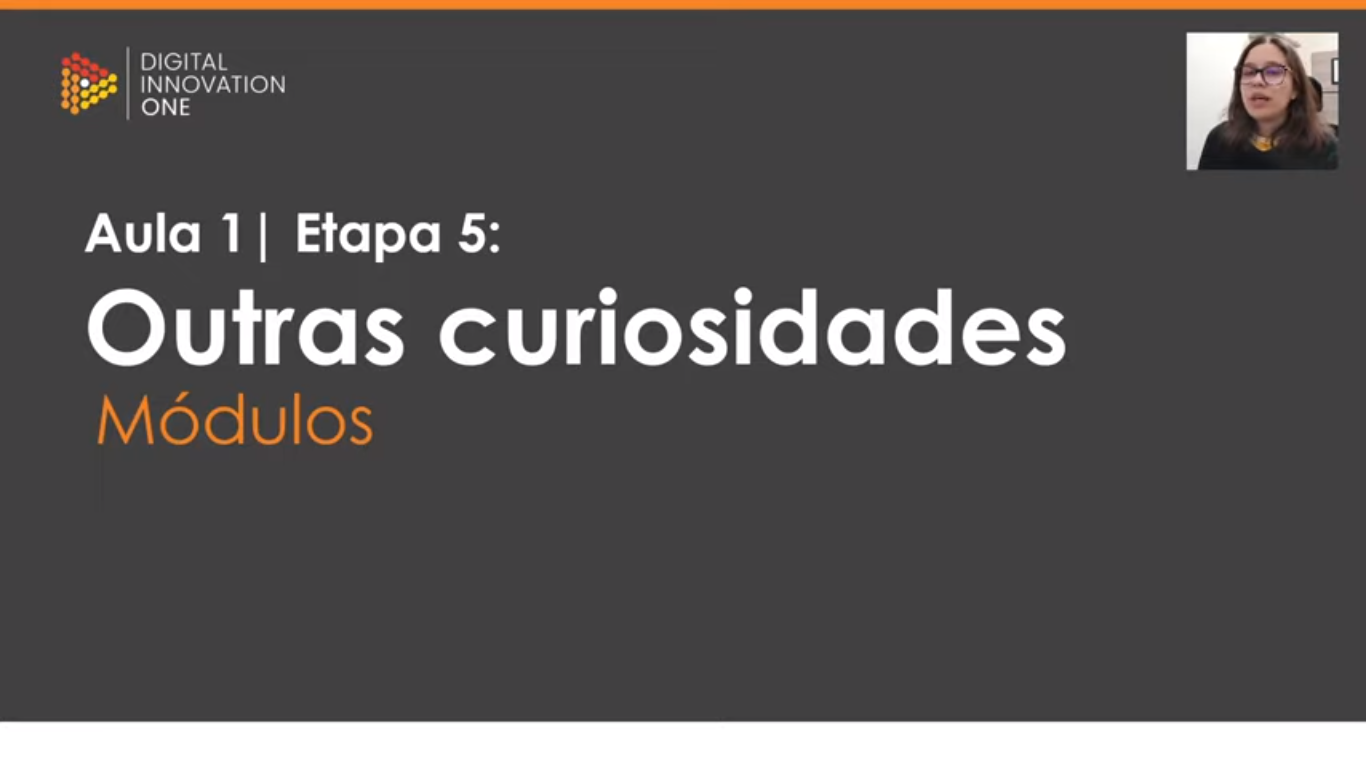 DIGITAL
INNOVATION
ONE
Aula 1| Etapa 5:
Outras curiosidades
Módulos